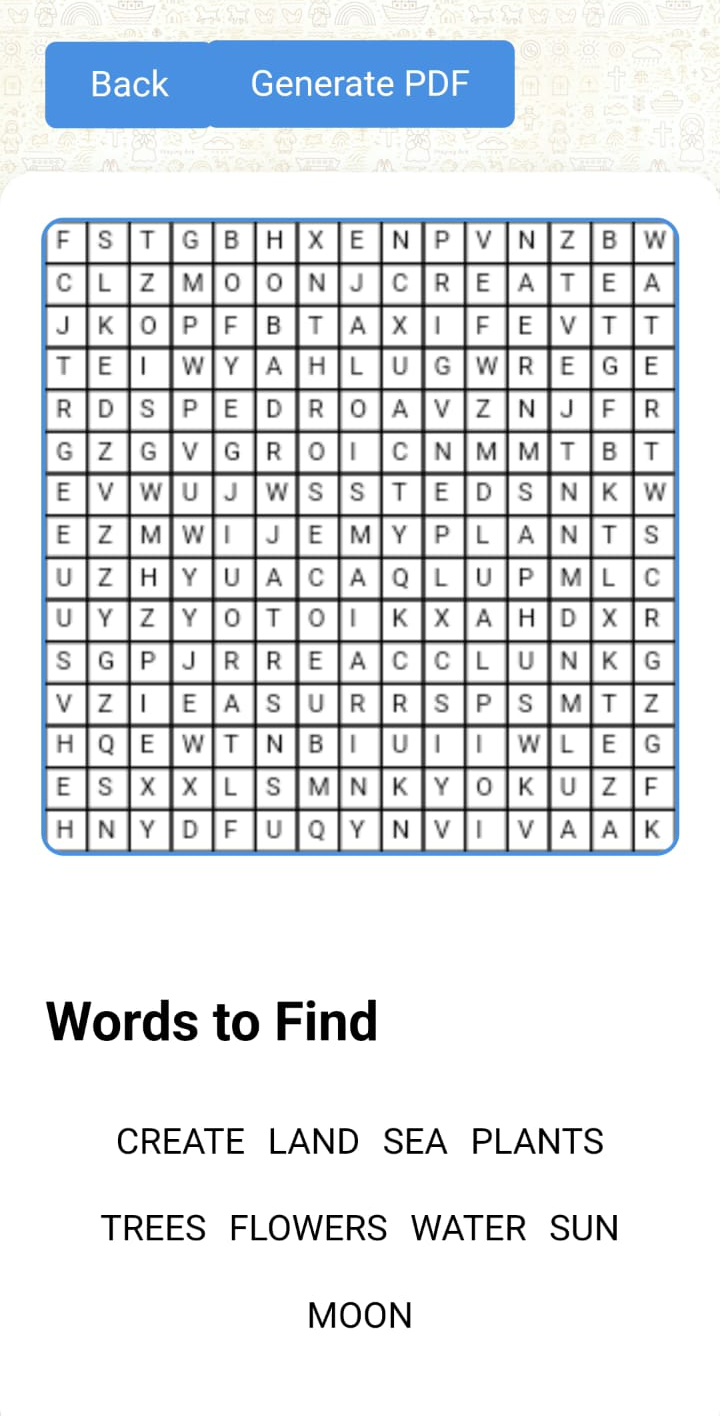 Back Generate PDF
F S T G B H X E N P V N Z B W
C L Z M O O N J C R E A T E A
J K O P F B T A X I F E V T T
T E I W Y A H L U G W R E G E
R D S P E D R O A V Z N J F R
G Z G V G R O I C N M M T B T
E V W U J W S S T E D S N K W
E Z M W I J E M Y P L A N T S
U Z H Y U A C A Q L U P M L C
U Y Z Y O T O I K X A H D X R
S G P J R R E A C C L U N K G
V Z I E A S U R R S P S M T Z
H Q E W T N B I U I I W L E G
E S X X L S M N K Y O K U Z F
H N Y D F U Q Y N V I V A A K
Words to Find
CREATE LAND SEA PLANTS
TREES FLOWERS WATER SUN
MOON